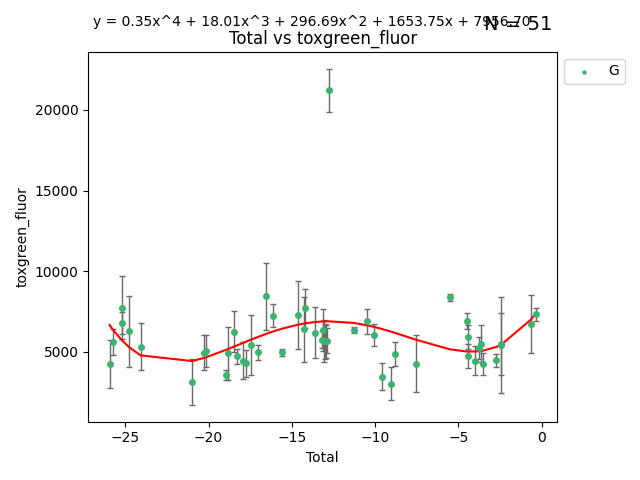 y = 0.35x^4 + 18.01x^3 + 296.69x^2 + 1653.75x + 7956.70
N = 51
Total vs toxgreen_fluor
G
20000
15000
10000
5000
toxgreen_fluor
−25 −20 −15 −10 −5 0
Total